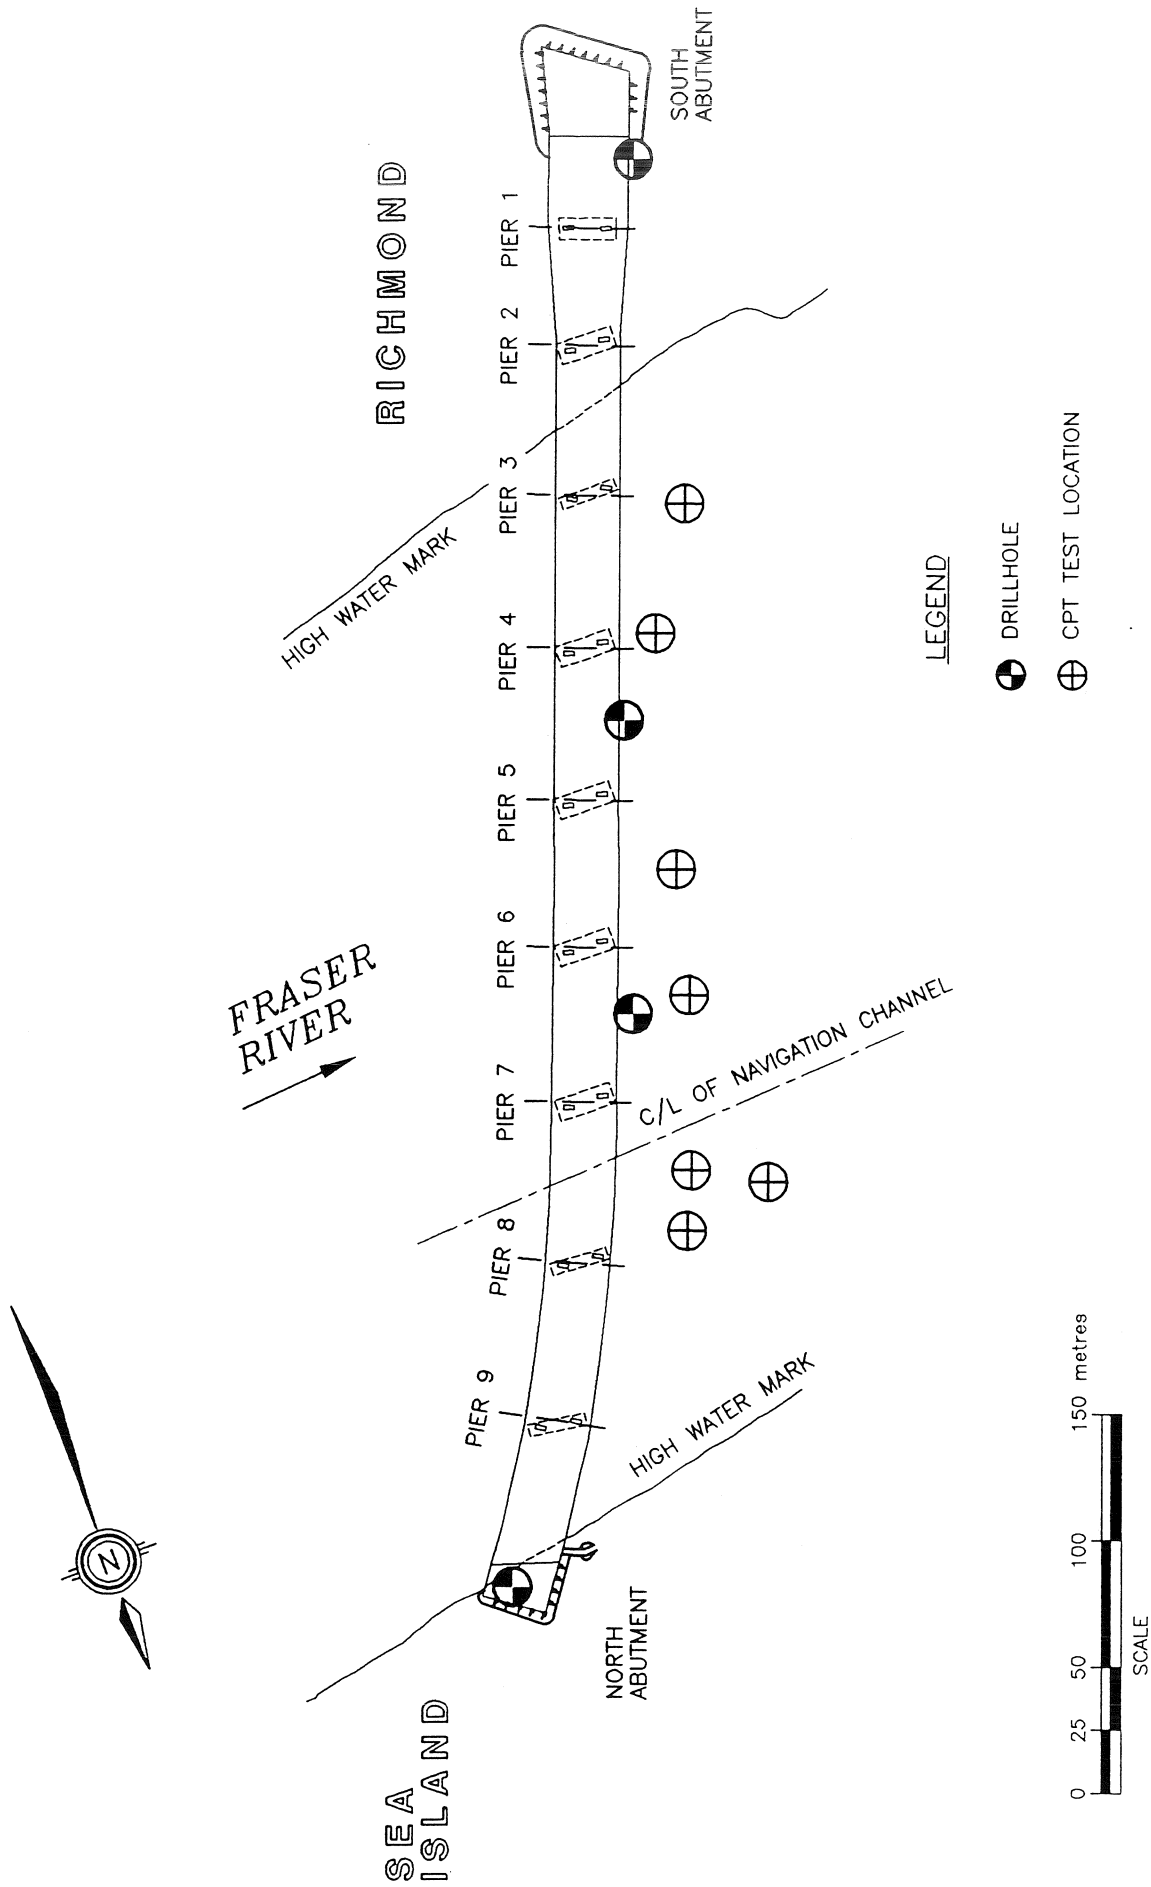 SEA
ISLAND
RICHMOND
HIGH WATER MARK
FRASER
RIVER
N
NORTH
ABUTMENT
PIER 9
PIER 8
PIER 7
PIER 6
PIER 5
PIER 4
PIER 3
PIER 2
PIER 1
SOUTH
ABUTMENT
HIGH WATER MARK
C/L OF NAVIGATION CHANNEL
LEGEND
DRILLHOLE
CPT TEST LOCATION
0 25 50 100 150 metres
SCALE